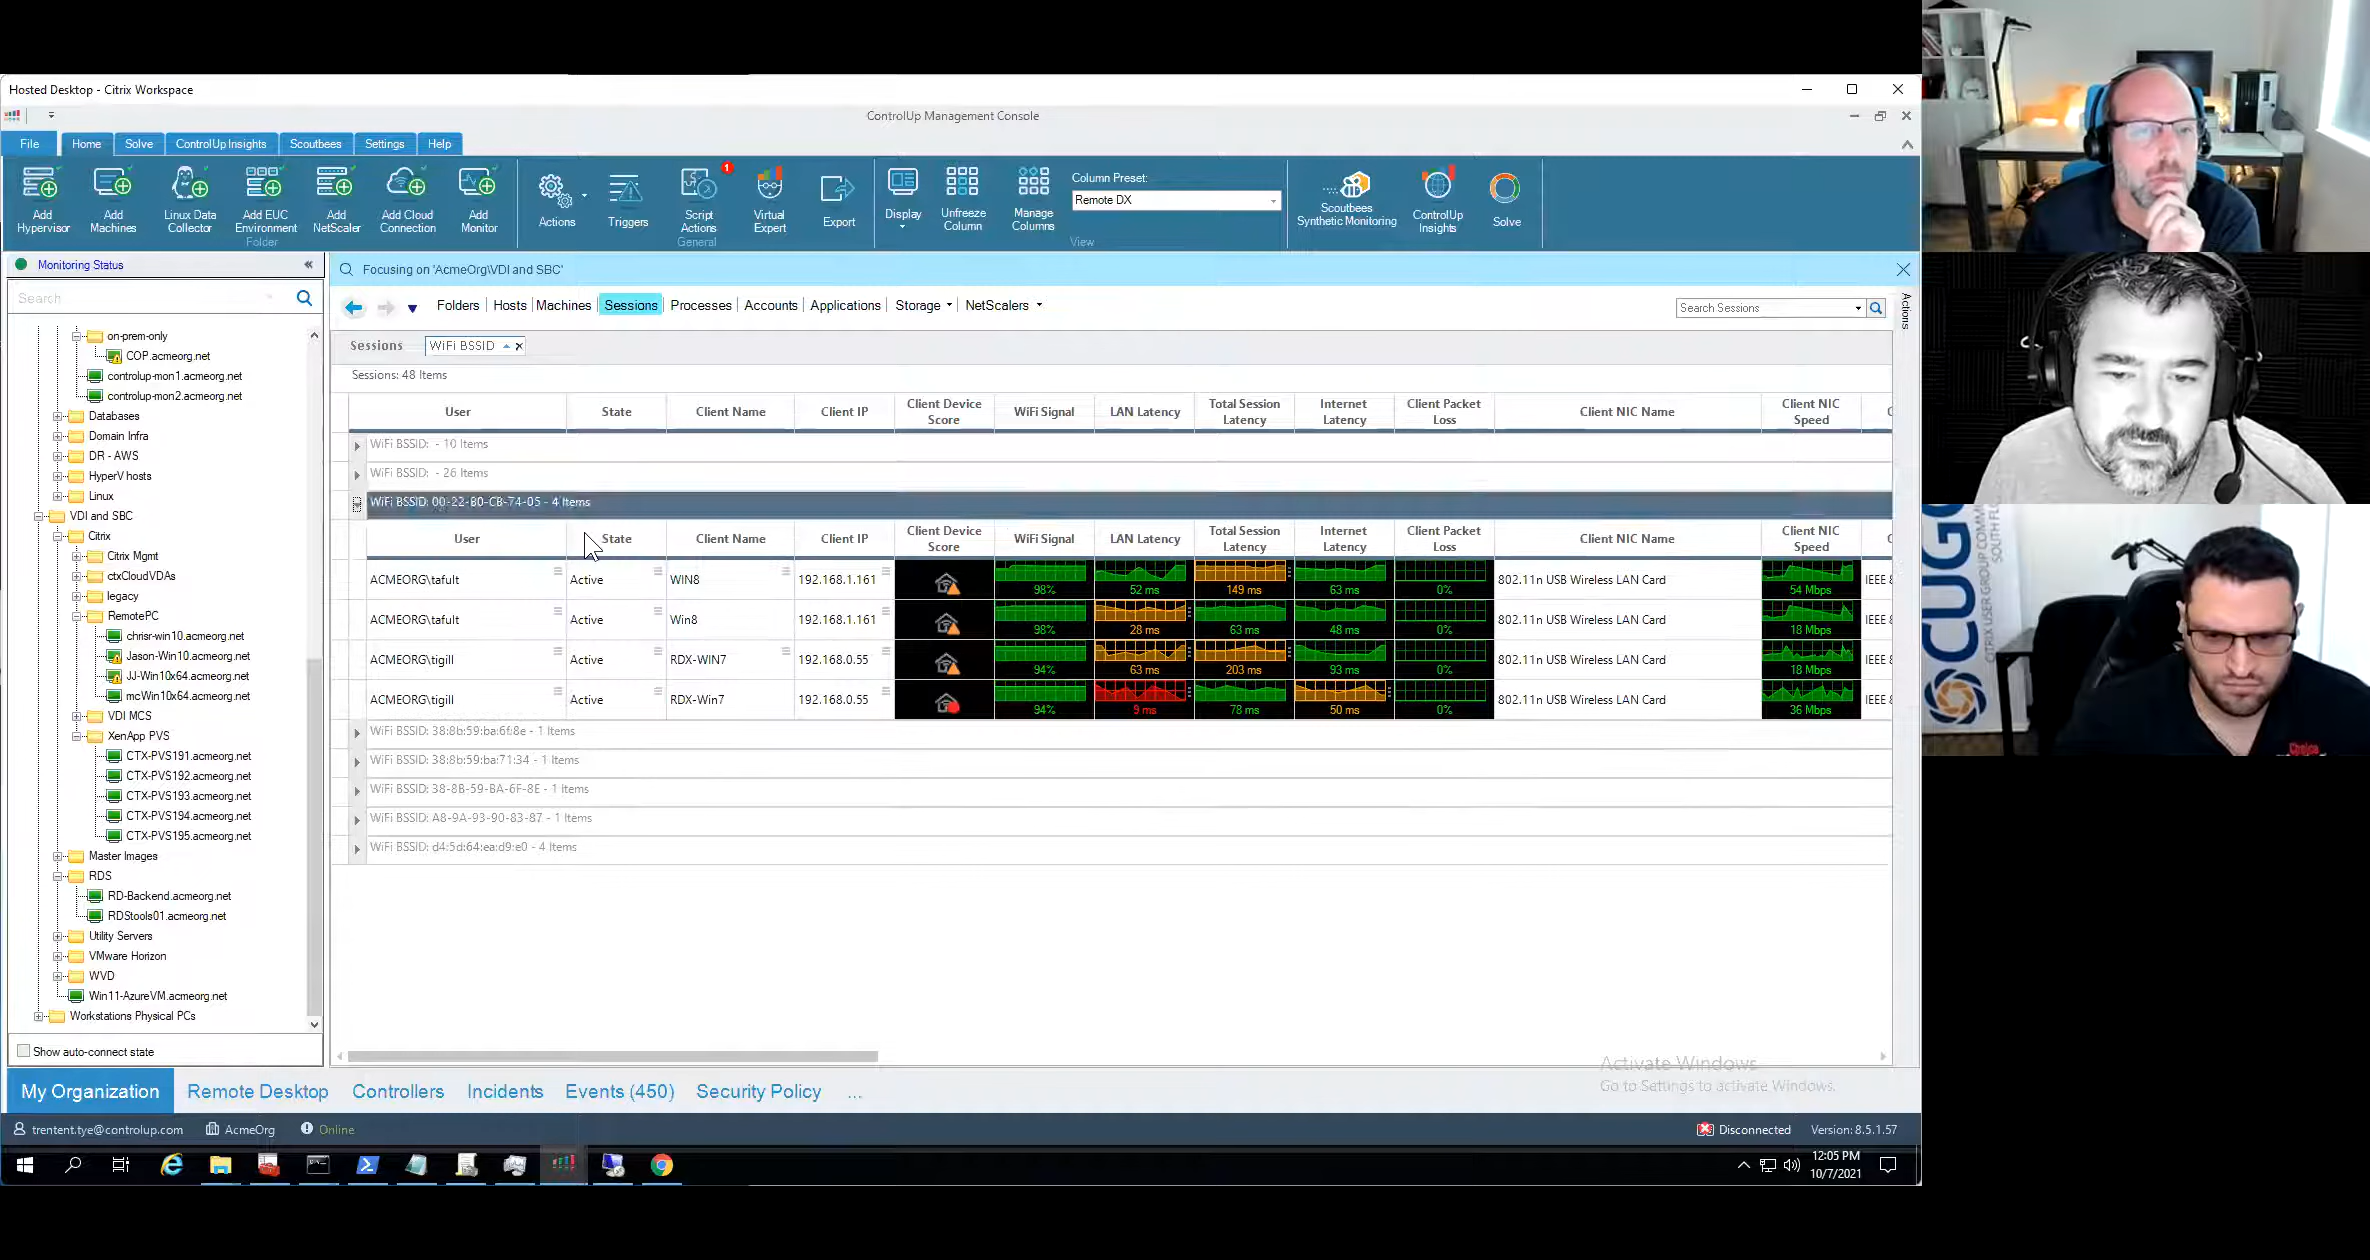 Hosted Desktop - Citrix Workspace
ControlUp Management Console
File Home Solve ControlUp Insights Scoutbees Settings Help
Add Hypervisor
Add Machines
Linux Data Collector
Add EUC Environment
Add NetScaler
Add Cloud Connection
Add Monitor
Folder
Actions
Triggers
1
Script Actions
Virtual Expert
Export
General
Display
Unfreeze Column
Manage Columns
Column Preset:
Remote DX
View
Scoutbees Synthetic Monitoring
ControlUp Insights
Solve
Monitoring Status
Search
on-prem-only
COP.acmeorg.net
controlup-mon1.acmeorg.net
controlup-mon2.acmeorg.net
Databases
Domain Infra
DR - AWS
HyperV hosts
Linux
VDI and SBC
Citrix
Citrix Mgmt
ctxCloudVDAs
legacy
RemotePC
chrisr-win10.acmeorg.net
Jason-Win10.acmeorg.net
JJ-Win10x64.acmeorg.net
mcWin10x64.acmeorg.net
VDI MCS
XenApp PVS
CTX-PVS191.acmeorg.net
CTX-PVS192.acmeorg.net
CTX-PVS193.acmeorg.net
CTX-PVS194.acmeorg.net
CTX-PVS195.acmeorg.net
Master Images
RDS
RD-Backend.acmeorg.net
RDStools01.acmeorg.net
Utility Servers
VMware Horizon
WVD
Win11-AzureVM.acmeorg.net
Workstations Physical PCs
Show auto-connect state
Focusing on 'AcmeOrg\VDI and SBC'
Folders Hosts Machines Sessions Processes Accounts Applications Storage NetScalers
Search Sessions
Actions
Sessions WiFi BSSID
Sessions: 48 Items
User State Client Name Client IP Client Device Score WiFi Signal LAN Latency Total Session Latency Internet Latency Client Packet Loss Client NIC Name Client NIC Speed
WiFi BSSID: - 10 Items
WiFi BSSID: - 26 Items
WiFi BSSID: 00-22-80-CB-74-05 - 4 Items
User State Client Name Client IP Client Device Score WiFi Signal LAN Latency Total Session Latency Internet Latency Client Packet Loss Client NIC Name Client NIC Speed
ACMEORG\tafult Active WIN8 192.168.1.161 98% 52 ms 149 ms 63 ms 0% 802.11n USB Wireless LAN Card 54 Mbps IEEE 8
ACMEORG\tafult Active Win8 192.168.1.161 98% 28 ms 63 ms 48 ms 0% 802.11n USB Wireless LAN Card 18 Mbps IEEE 8
ACMEORG\tigill Active RDX-WIN7 192.168.0.55 94% 63 ms 203 ms 93 ms 0% 802.11n USB Wireless LAN Card 18 Mbps IEEE 8
ACMEORG\tigill Active RDX-Win7 192.168.0.55 94% 9 ms 78 ms 50 ms 0% 802.11n USB Wireless LAN Card 36 Mbps IEEE 8
WiFi BSSID: 38:8b:59:ba:6f:8e - 1 Items
WiFi BSSID: 38:8b:59:ba:71:34 - 1 Items
WiFi BSSID: 38-8B-59-BA-6F-8E - 1 Items
WiFi BSSID: A8-9A-93-90-83-87 - 1 Items
WiFi BSSID: d4:5d:64:ea:d9:e0 - 4 Items
Activate Windows
Go to Settings to activate Windows.
My Organization Remote Desktop Controllers Incidents Events (450) Security Policy ...
trentent.tye@controlup.com AcmeOrg Online
Disconnected Version: 8.5.1.57
12:05 PM
10/7/2021
CUGC
CITRIX USER GROUP COMM
SOUTH FLO